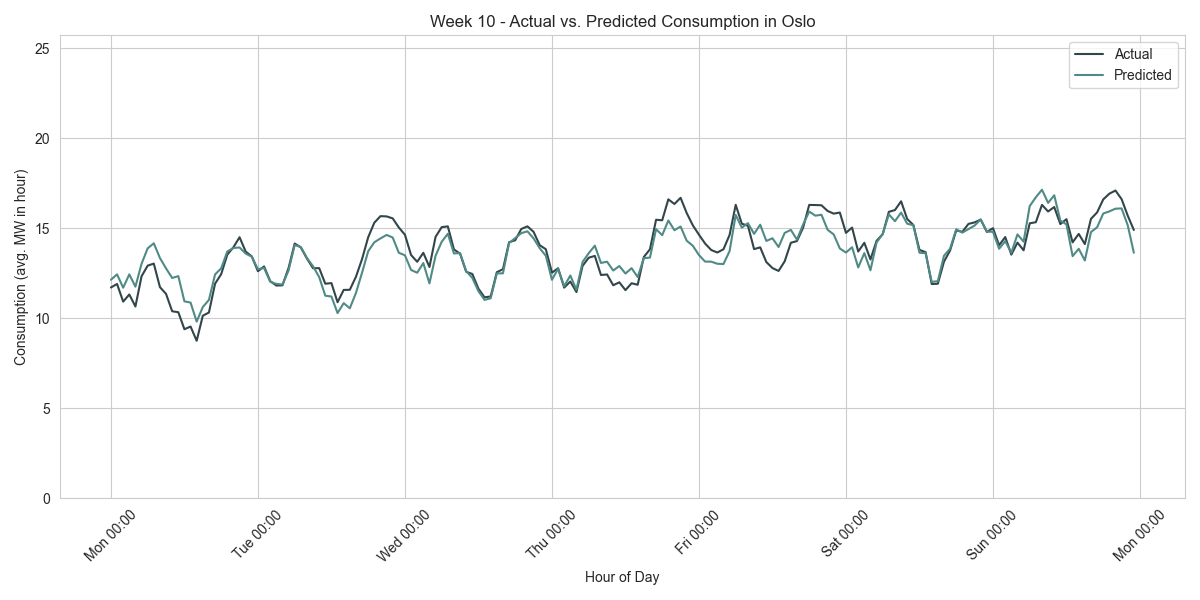 Week 10 - Actual vs. Predicted Consumption in Oslo
Actual
Predicted
Consumption (avg. MW in hour)
25
20
15
10
5
0
Mon 00:00
Tue 00:00
Wed 00:00
Thu 00:00
Fri 00:00
Sat 00:00
Sun 00:00
Mon 00:00
Hour of Day